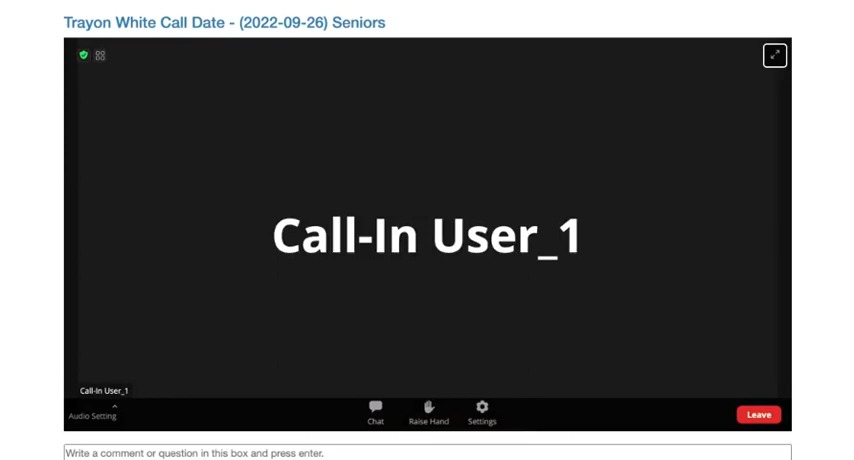 Trayon White Call Date - (2022-09-26) Seniors
Call-In User_1
Call-In User_1
Audio Setting
Chat
Raise Hand
Settings
Leave
Write a comment or question in this box and press enter.